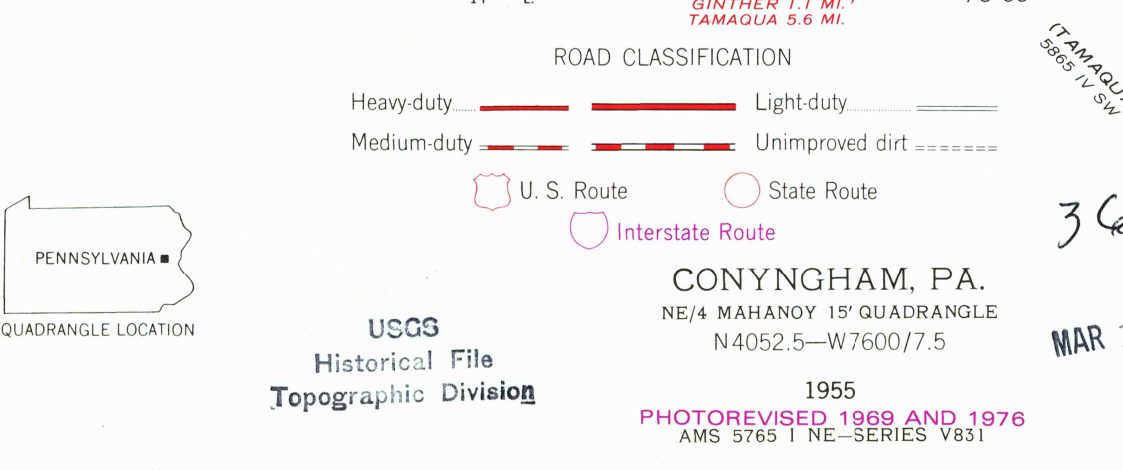 GINTHER 1.1 MI.
TAMAQUA 5.6 MI.
ROAD CLASSIFICATION
Heavy-duty Light-duty
Medium-duty Unimproved dirt
U. S. Route State Route
Interstate Route
5865 IV SW
PENNSYLVANIA
QUADRANGLE LOCATION
USGS
Historical File
Topographic Division
CONYNGHAM, PA.
NE/4 MAHANOY 15' QUADRANGLE
N4052.5—W7600/7.5
MAR
1955
PHOTOREVISED 1969 AND 1976
AMS 5765 I NE—SERIES V831